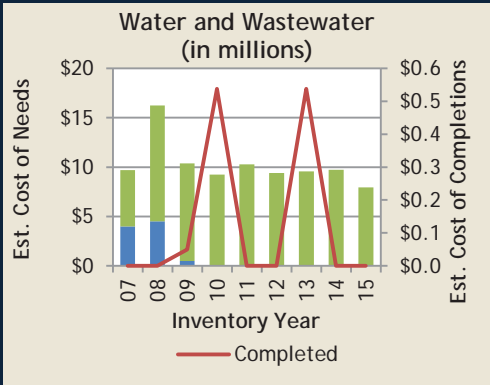 Water and Wastewater
(in millions)
Est. Cost of Needs
$20
$15
$10
$5
$0
$0.6
$0.5
$0.4
$0.3
$0.2
$0.1
$0.0
Est. Cost of Completions
07 08 09 10 11 12 13 14 15
Inventory Year
Completed